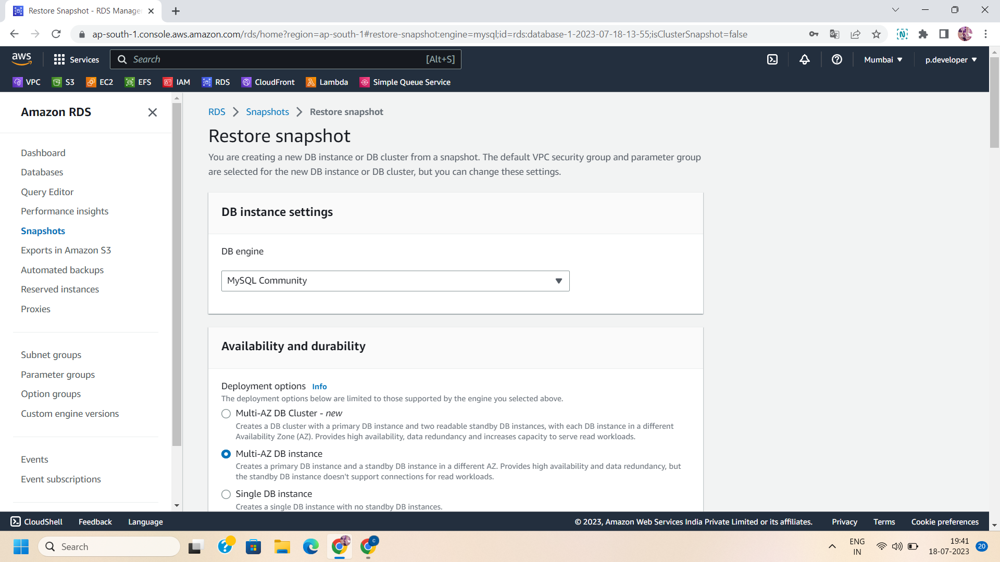 Restore Snapshot - RDS Manage
ap-south-1.console.aws.amazon.com/rds/home?region=ap-south-1#restore-snapshot:engine=mysql;id=rds:database-1-2023-07-18-13-55;isClusterSnapshot=false
aws
Services
Search
[Alt+S]
Mumbai
p.developer
VPC
S3
EC2
EFS
IAM
RDS
CloudFront
Lambda
Simple Queue Service
Amazon RDS
Dashboard
Databases
Query Editor
Performance insights
Snapshots
Exports in Amazon S3
Automated backups
Reserved instances
Proxies
Subnet groups
Parameter groups
Option groups
Custom engine versions
Events
Event subscriptions
RDS > Snapshots > Restore snapshot
Restore snapshot
You are creating a new DB instance or DB cluster from a snapshot. The default VPC security group and parameter group
are selected for the new DB instance or DB cluster, but you can change these settings.
DB instance settings
DB engine
MySQL Community
Availability and durability
Deployment options Info
The deployment options below are limited to those supported by the engine you selected above.
Multi-AZ DB Cluster - new
Creates a DB cluster with a primary DB instance and two readable standby DB instances, with each DB instance in a different
Availability Zone (AZ). Provides high availability, data redundancy and increases capacity to serve read workloads.
Multi-AZ DB instance
Creates a primary DB instance and a standby DB instance in a different AZ. Provides high availability and data redundancy, but
the standby DB instance doesn't support connections for read workloads.
Single DB instance
Creates a single DB instance with no standby DB instances.
CloudShell
Feedback
Language
© 2023, Amazon Web Services India Private Limited or its affiliates.
Privacy
Terms
Cookie preferences
Search
ENG
IN
19:41
18-07-2023
20